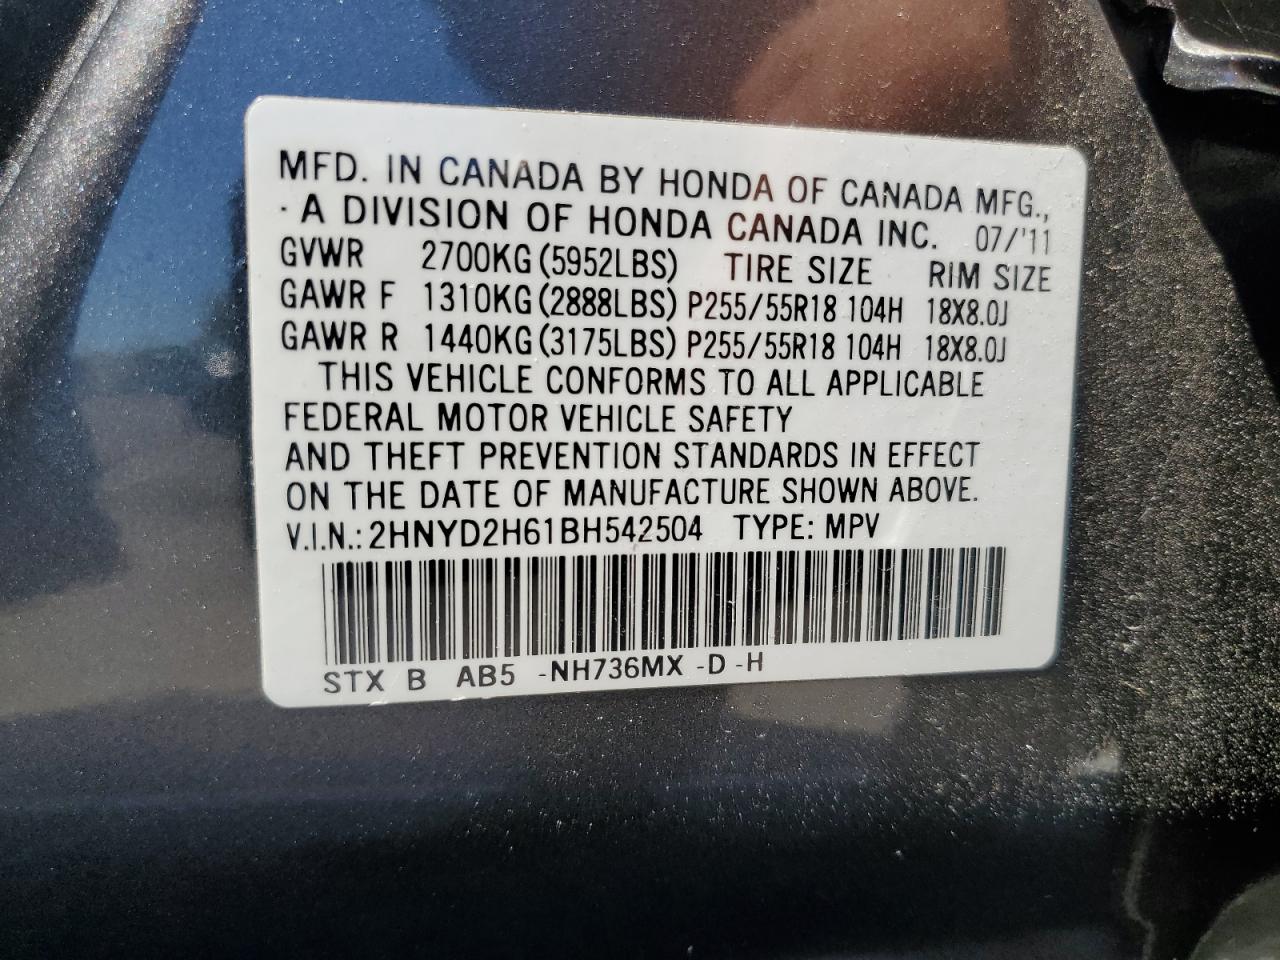 MFD. IN CANADA BY HONDA OF CANADA MFG.,
· A DIVISION OF HONDA CANADA INC. 07/'11
GVWR 2700KG (5952LBS) TIRE SIZE RIM SIZE
GAWR F 1310KG (2888LBS) P255/55R18 104H 18X8.0J
GAWR R 1440KG (3175LBS) P255/55R18 104H 18X8.0J
THIS VEHICLE CONFORMS TO ALL APPLICABLE
FEDERAL MOTOR VEHICLE SAFETY
AND THEFT PREVENTION STANDARDS IN EFFECT
ON THE DATE OF MANUFACTURE SHOWN ABOVE.
V.I.N.: 2HNYD2H61BH542504 TYPE: MPV
STX B AB5 -NH736MX -D -H